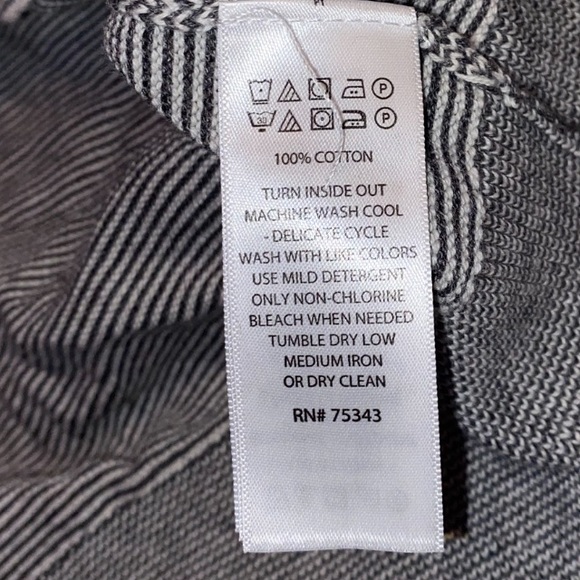 P
30 P
100% COTTON
TURN INSIDE OUT
MACHINE WASH COOL
- DELICATE CYCLE
WASH WITH LIKE COLORS
USE MILD DETERGENT
ONLY NON-CHLORINE
BLEACH WHEN NEEDED
TUMBLE DRY LOW
MEDIUM IRON
OR DRY CLEAN
RN# 75343